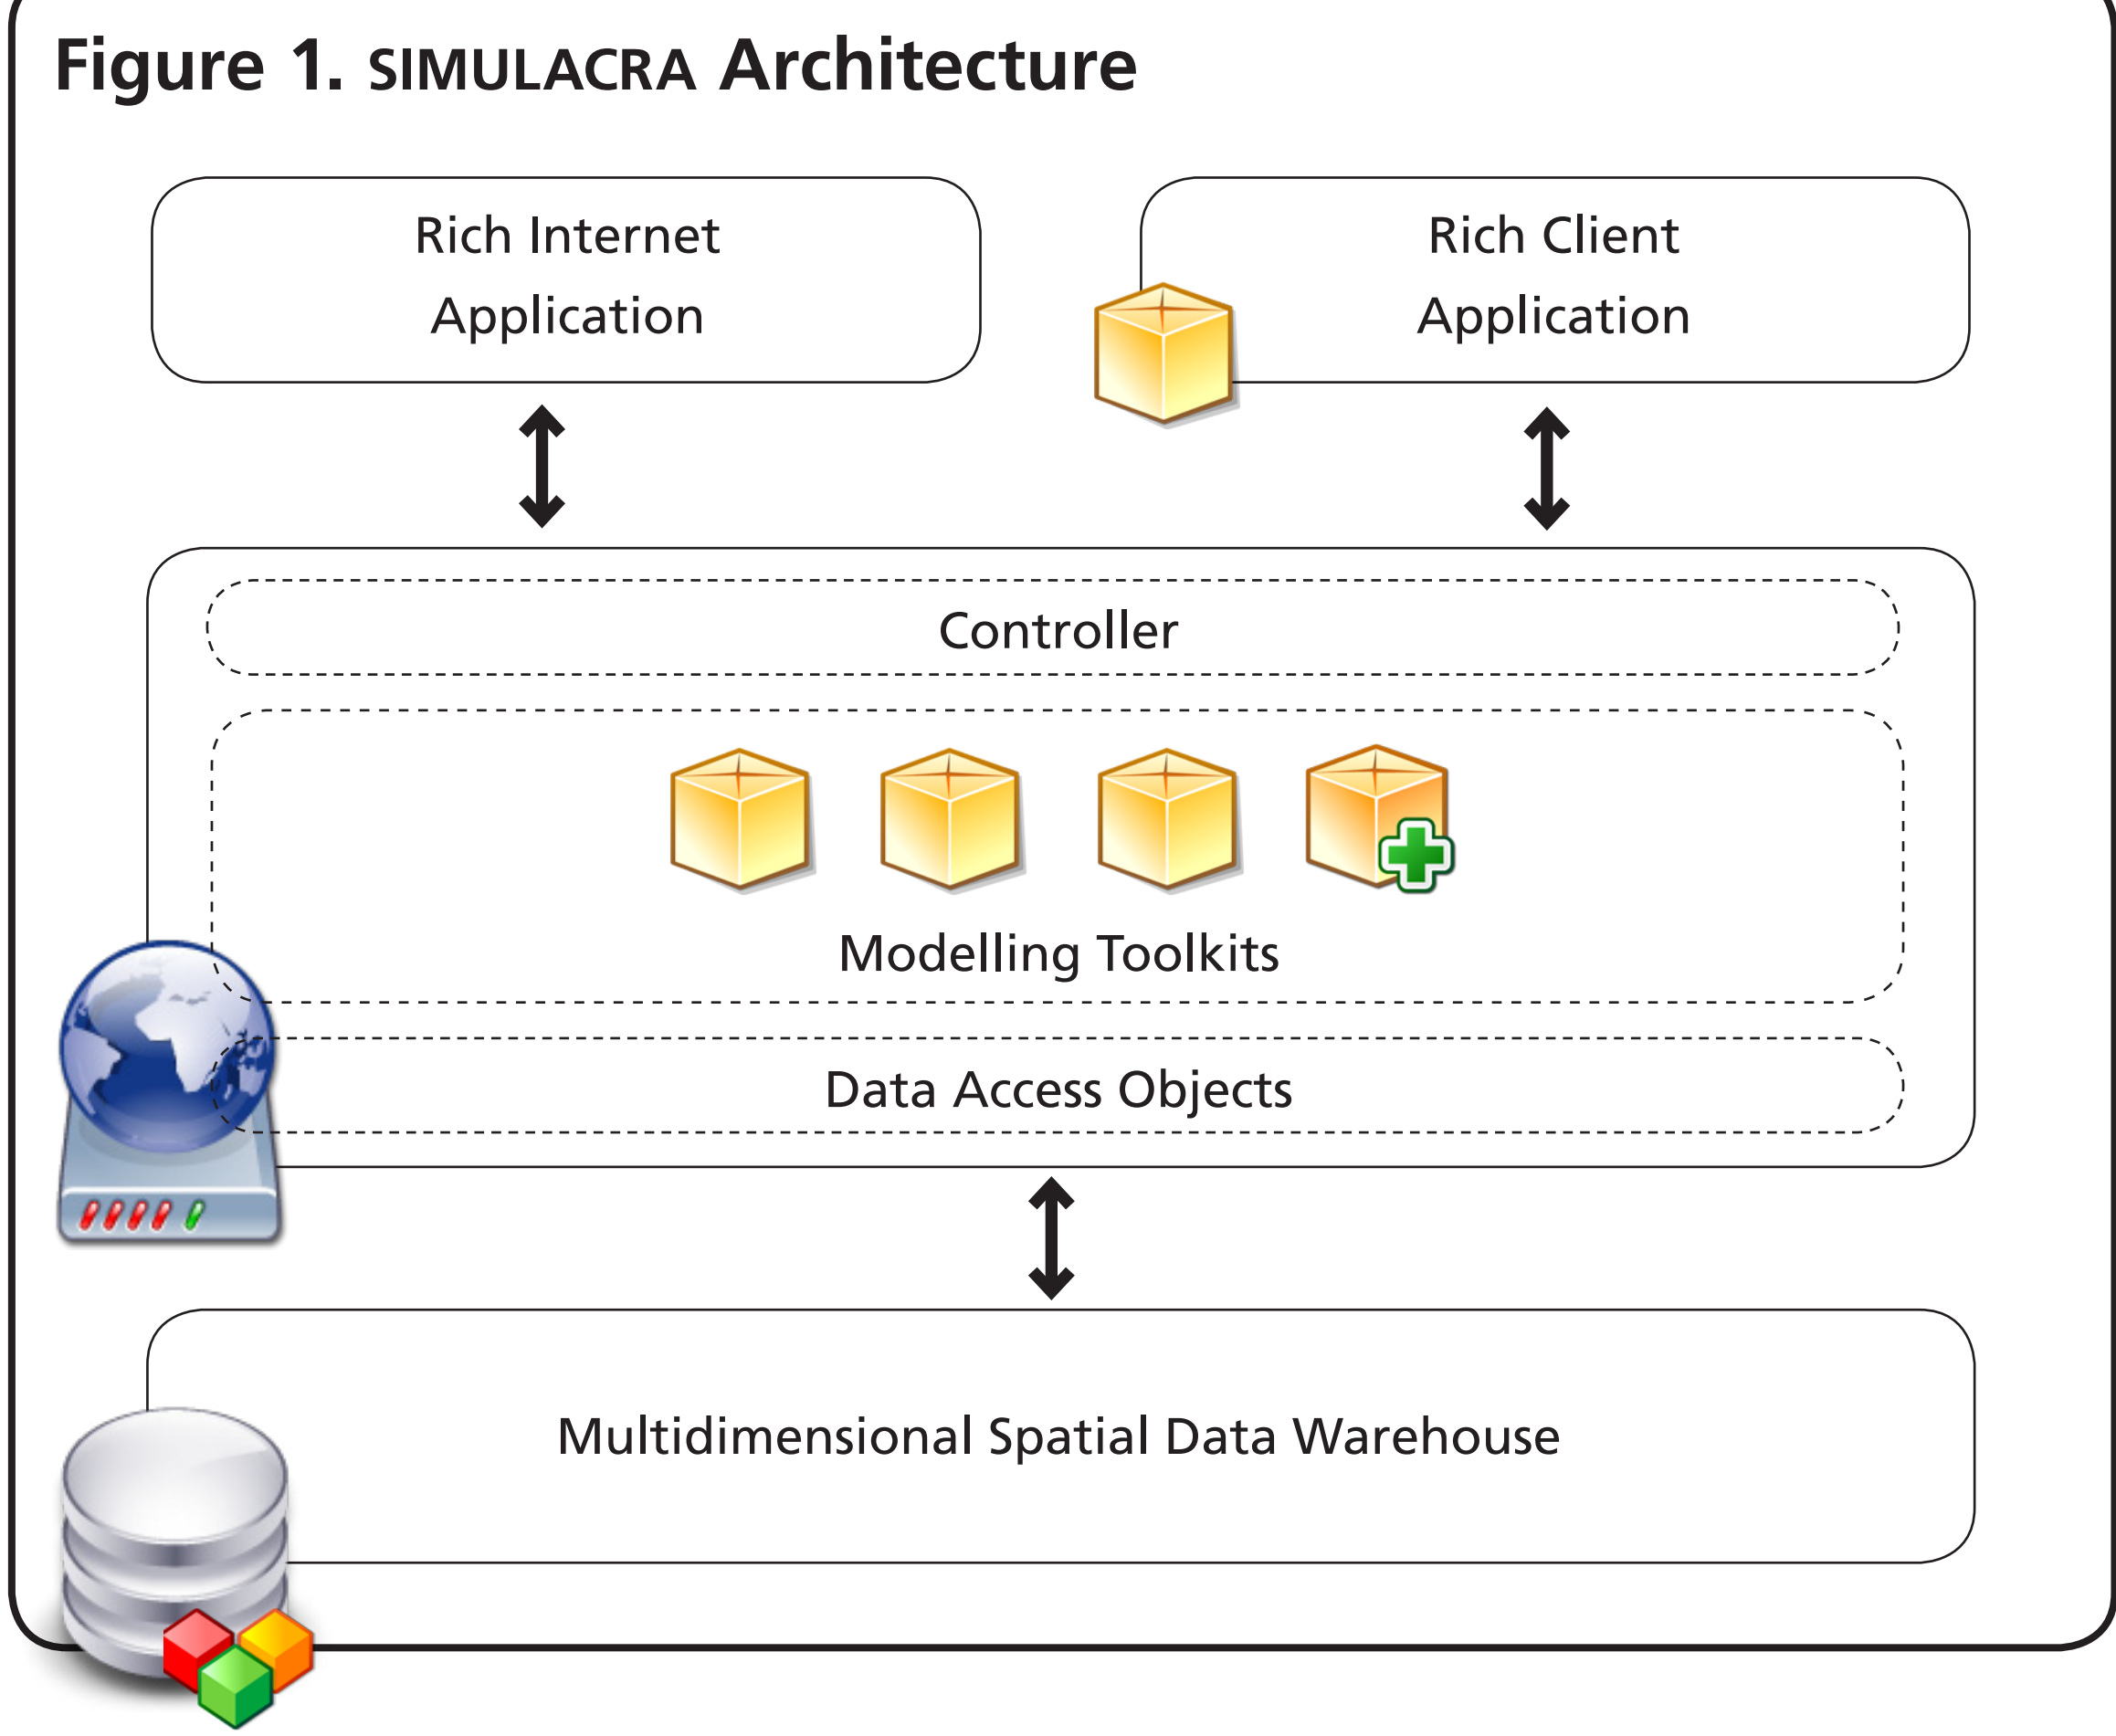 Figure 1. SIMULACRA Architecture
Rich Internet
Application
Rich Client
Application
Controller
Modelling Toolkits
Data Access Objects
Multidimensional Spatial Data Warehouse